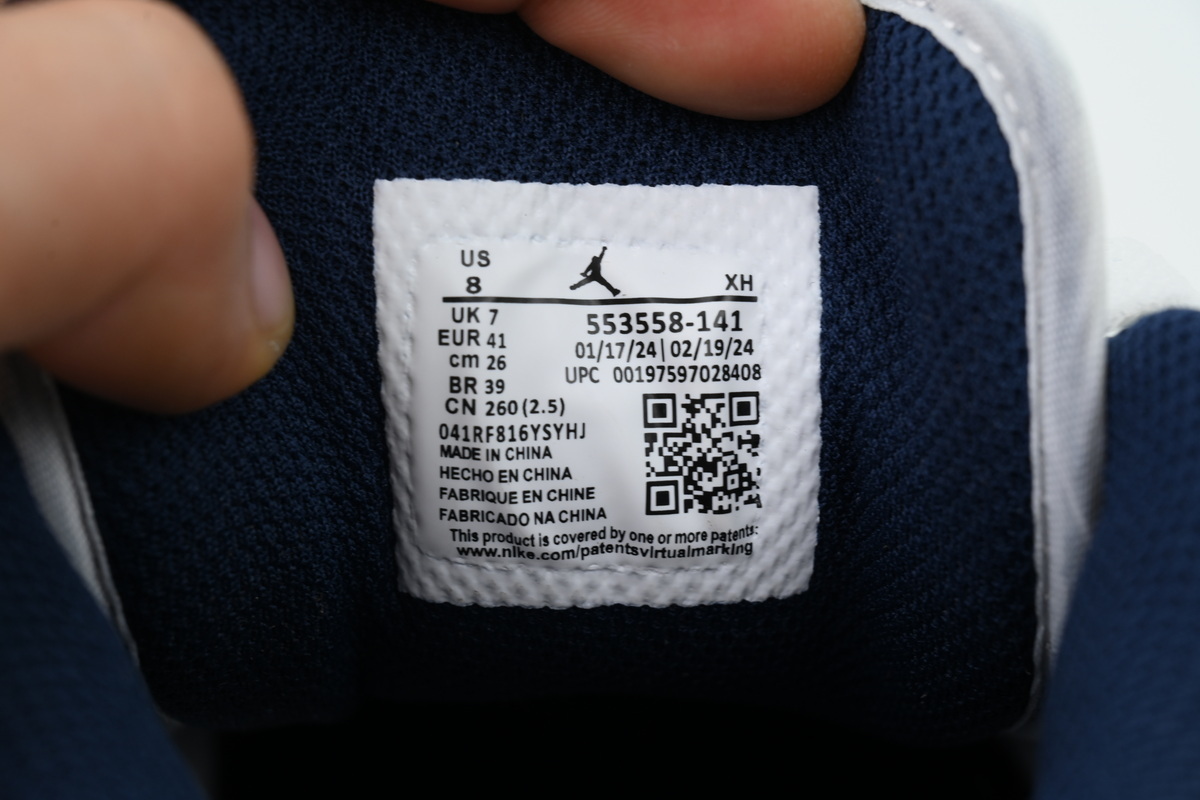 US
8
XH
UK 7
EUR 41
cm 26
BR 39
CN 260 (2.5)
553558-141
01/17/24 | 02/19/24
UPC 00197597028408
041RF816YSYHJ
MADE IN CHINA
HECHO EN CHINA
FABRIQUE EN CHINE
FABRICADO NA CHINA
This product is covered by one or more patents:
www.nike.com/patentsvirtualmarking